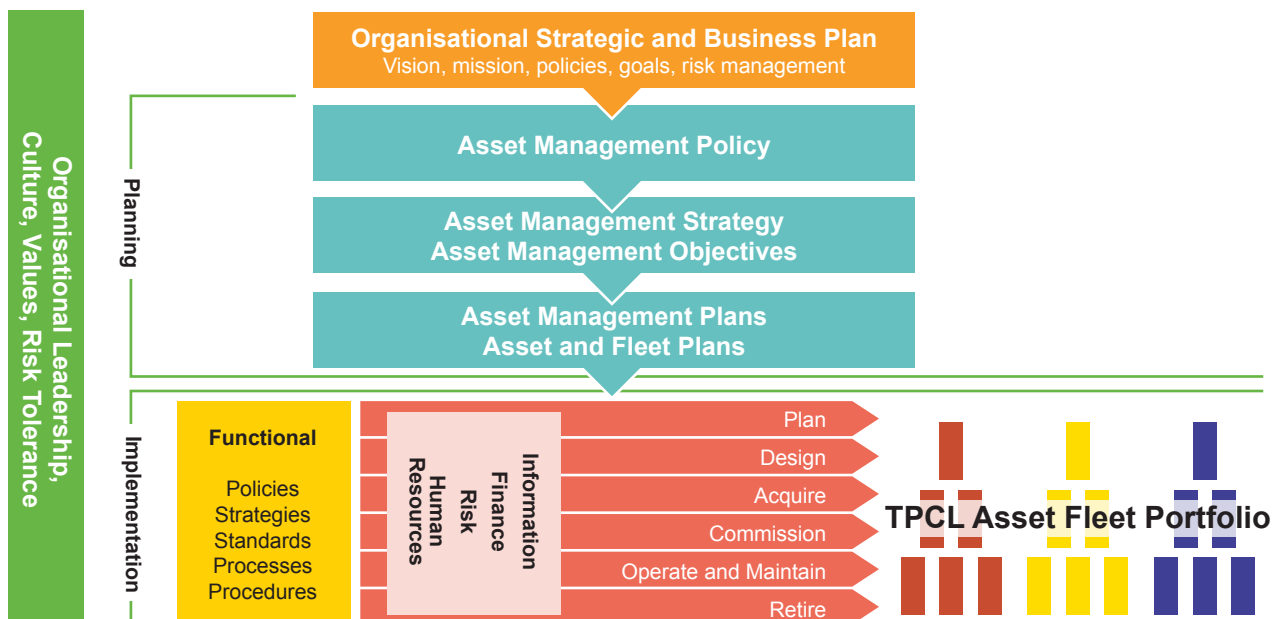 Organisational Leadership,
Culture, Values, Risk Tolerance
Organisational Strategic and Business Plan
Vision, mission, policies, goals, risk management
Planning
Asset Management Policy
Asset Management Strategy
Asset Management Objectives
Asset Management Plans
Asset and Fleet Plans
Implementation
Functional
Policies
Strategies
Standards
Processes
Procedures
Information
Finance
Risk
Human
Resources
Plan
Design
Acquire
Commission
Operate and Maintain
Retire
TPCL Asset Fleet Portfolio